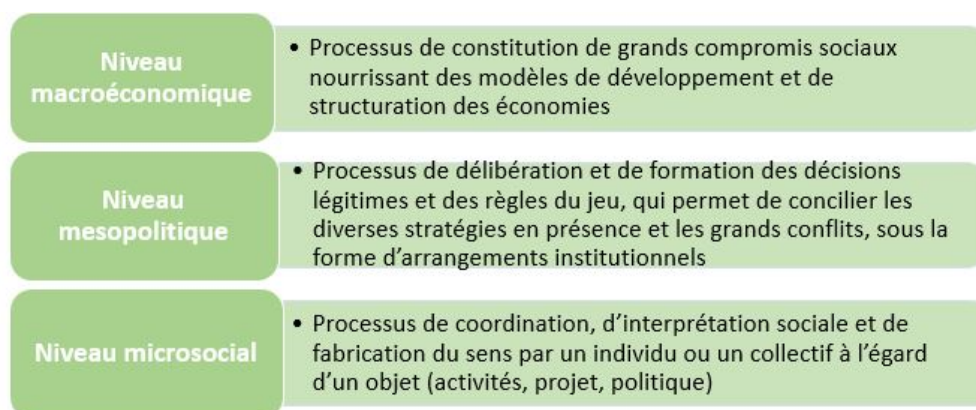 Niveau
macroéconomique
• Processus de constitution de grands compromis sociaux
nourrissant des modèles de développement et de
structuration des économies
Niveau
mesopolitique
• Processus de délibération et de formation des décisions
légitimes et des règles du jeu, qui permet de concilier les
diverses stratégies en présence et les grands conflits, sous la
forme d’arrangements institutionnels
Niveau microsocial
• Processus de coordination, d’interprétation sociale et de
fabrication du sens par un individu ou un collectif à l’égard
d’un objet (activités, projet, politique)